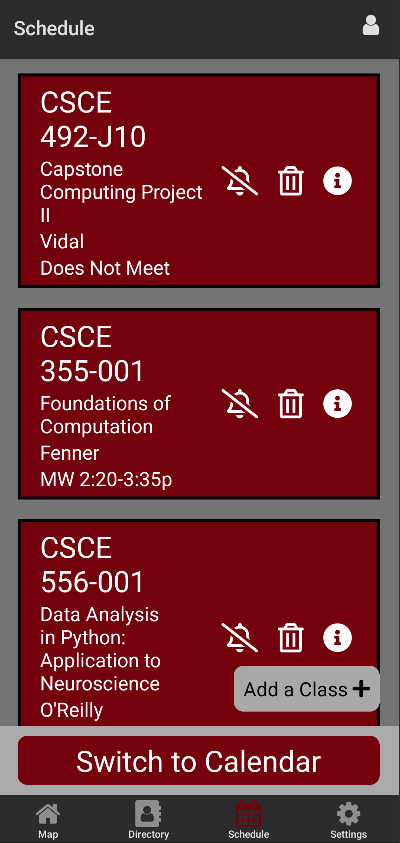 Schedule
CSCE
492-J10
Capstone
Computing Project
II
Vidal
Does Not Meet
CSCE
355-001
Foundations of
Computation
Fenner
MW 2:20-3:35p
CSCE
556-001
Data Analysis
in Python:
Application to
Neuroscience
O'Reilly
Add a Class
Switch to Calendar
Map
Directory
Schedule
Settings